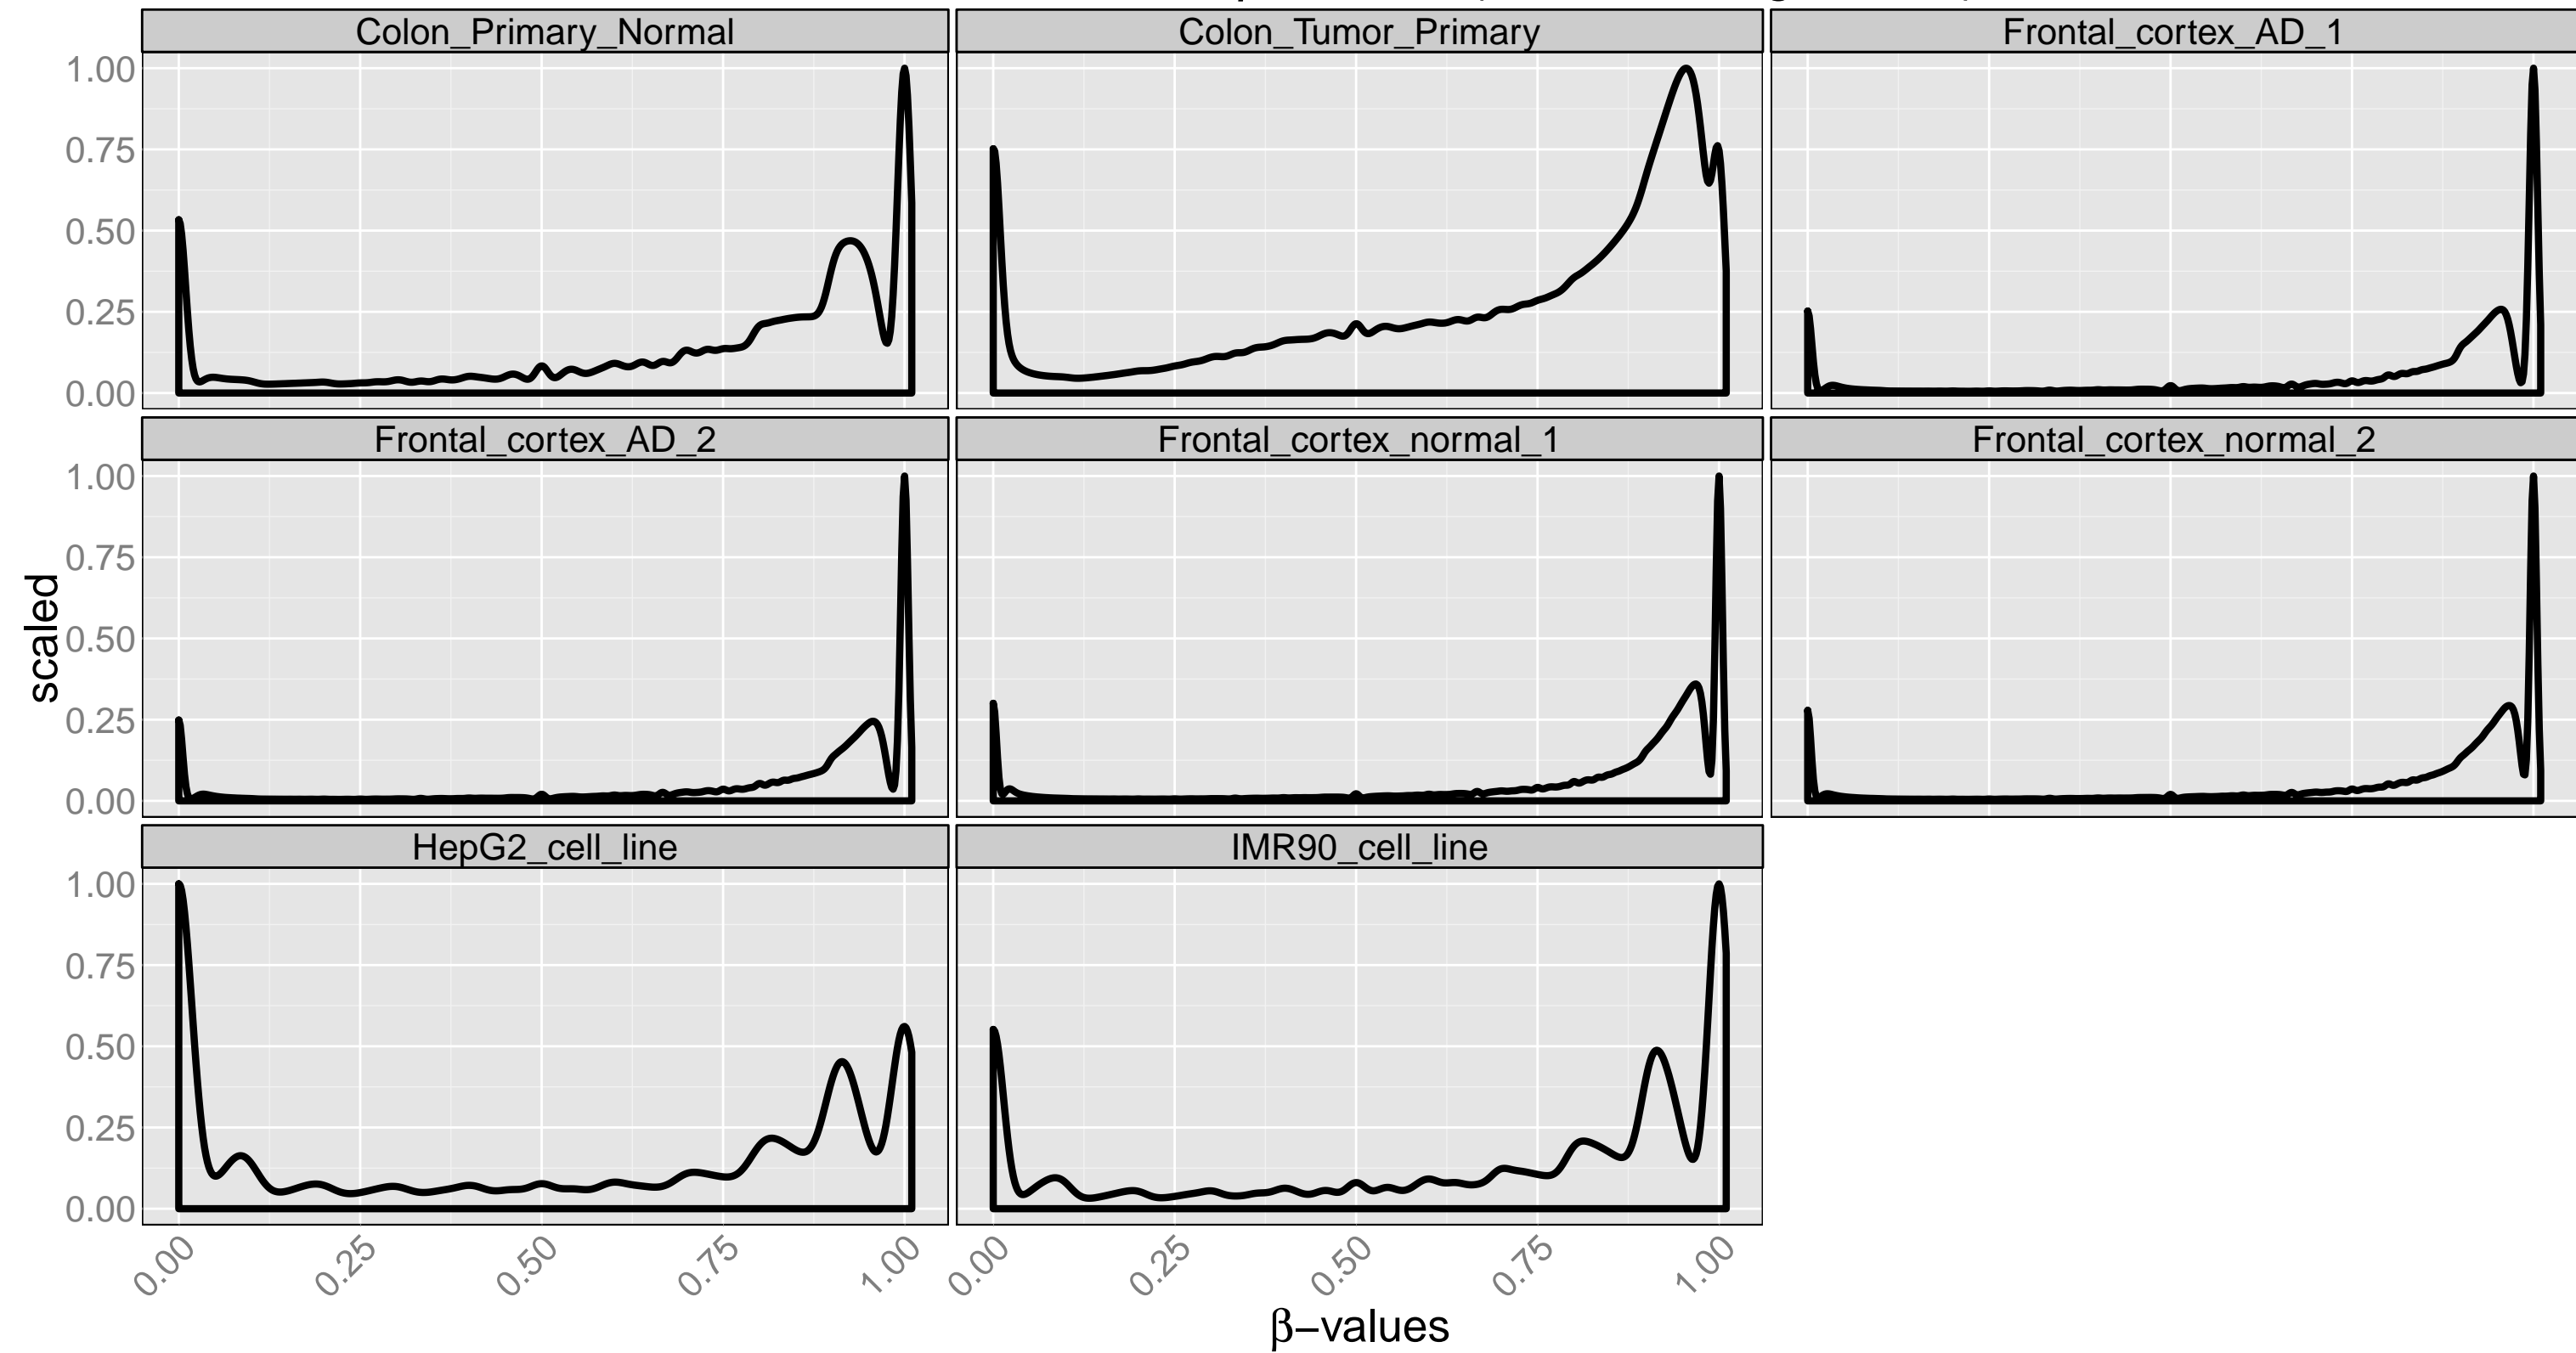 Colon_Primary_Normal
Colon_Tumor_Primary
Frontal_cortex_AD_1
1.00
0.75
0.50
0.25
0.00
Frontal_cortex_AD_2
Frontal_cortex_normal_1
Frontal_cortex_normal_2
1.00
0.75
0.50
0.25
0.00
scaled
HepG2_cell_line
IMR90_cell_line
1.00
0.75
0.50
0.25
0.00
0.00 0.25 0.50 0.75 1.00
0.00 0.25 0.50 0.75 1.00
β−values